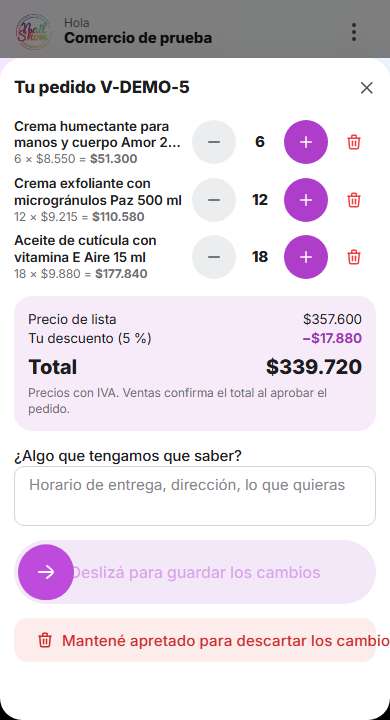 Nail Show
Hola
Comercio de prueba
Tu pedido V-DEMO-5
Crema humectante para
manos y cuerpo Amor 2...
6 × $8.550 = $51.300
6
Crema exfoliante con
microgránulos Paz 500 ml
12 × $9.215 = $110.580
12
Aceite de cutícula con
vitamina E Aire 15 ml
18 × $9.880 = $177.840
18
Precio de lista $357.600
Tu descuento (5 %) −$17.880
Total $339.720
Precios con IVA. Ventas confirma el total al aprobar el
pedido.
¿Algo que tengamos que saber?
Horario de entrega, dirección, lo que quieras
Deslizá para guardar los cambios
Mantené apretado para descartar los cambio